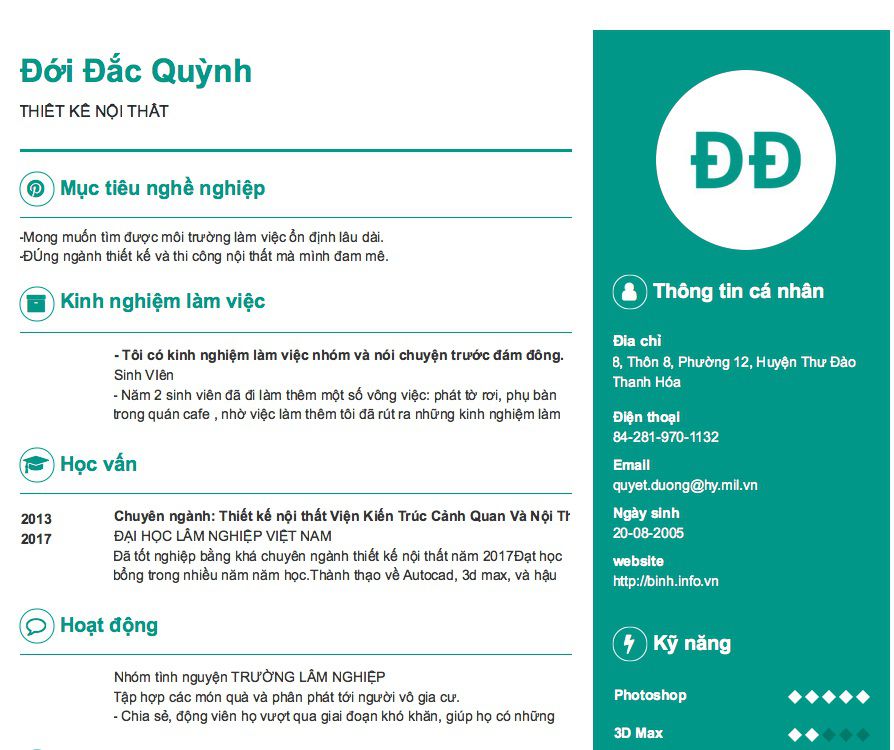 Đới Đắc Quỳnh
THIẾT KẾ NỘI THẤT
Mục tiêu nghề nghiệp
-Mong muốn tìm được môi trường làm việc ổn định lâu dài.
-ĐÚng ngành thiết kế và thi công nội thất mà mình đam mê.
Kinh nghiệm làm việc
- Tôi có kinh nghiệm làm việc nhóm và nói chuyện trước đám đông.
Sinh VIên
- Năm 2 sinh viên đã đi làm thêm một số vông việc: phát tờ rơi, phụ bàn
trong quán cafe , nhờ việc làm thêm tôi đã rút ra những kinh nghiệm làm
Học vấn
2013
2017
Chuyên ngành: Thiết kế nội thất Viện Kiến Trúc Cảnh Quan Và Nội Th
ĐẠI HỌC LÂM NGHIỆP VIỆT NAM
Đã tốt nghiệp bằng khá chuyên ngành thiết kế nội thất năm 2017Đạt học
bổng trong nhiều năm năm học.Thành thạo về Autocad, 3d max, và hậu
Hoạt động
Nhóm tình nguyện TRƯỜNG LÂM NGHIỆP
Tập hợp các món quà và phân phát tới người vô gia cư.
- Chia sẻ, động viên họ vượt qua giai đoạn khó khăn, giúp họ có những
ĐĐ
Thông tin cá nhân
Địa chỉ
8, Thôn 8, Phường 12, Huyện Thư Đào
Thanh Hóa
Điện thoại
84-281-970-1132
Email
quyet.duong@hy.mil.vn
Ngày sinh
20-08-2005
website
http://binh.info.vn
Kỹ năng
Photoshop
3D Max